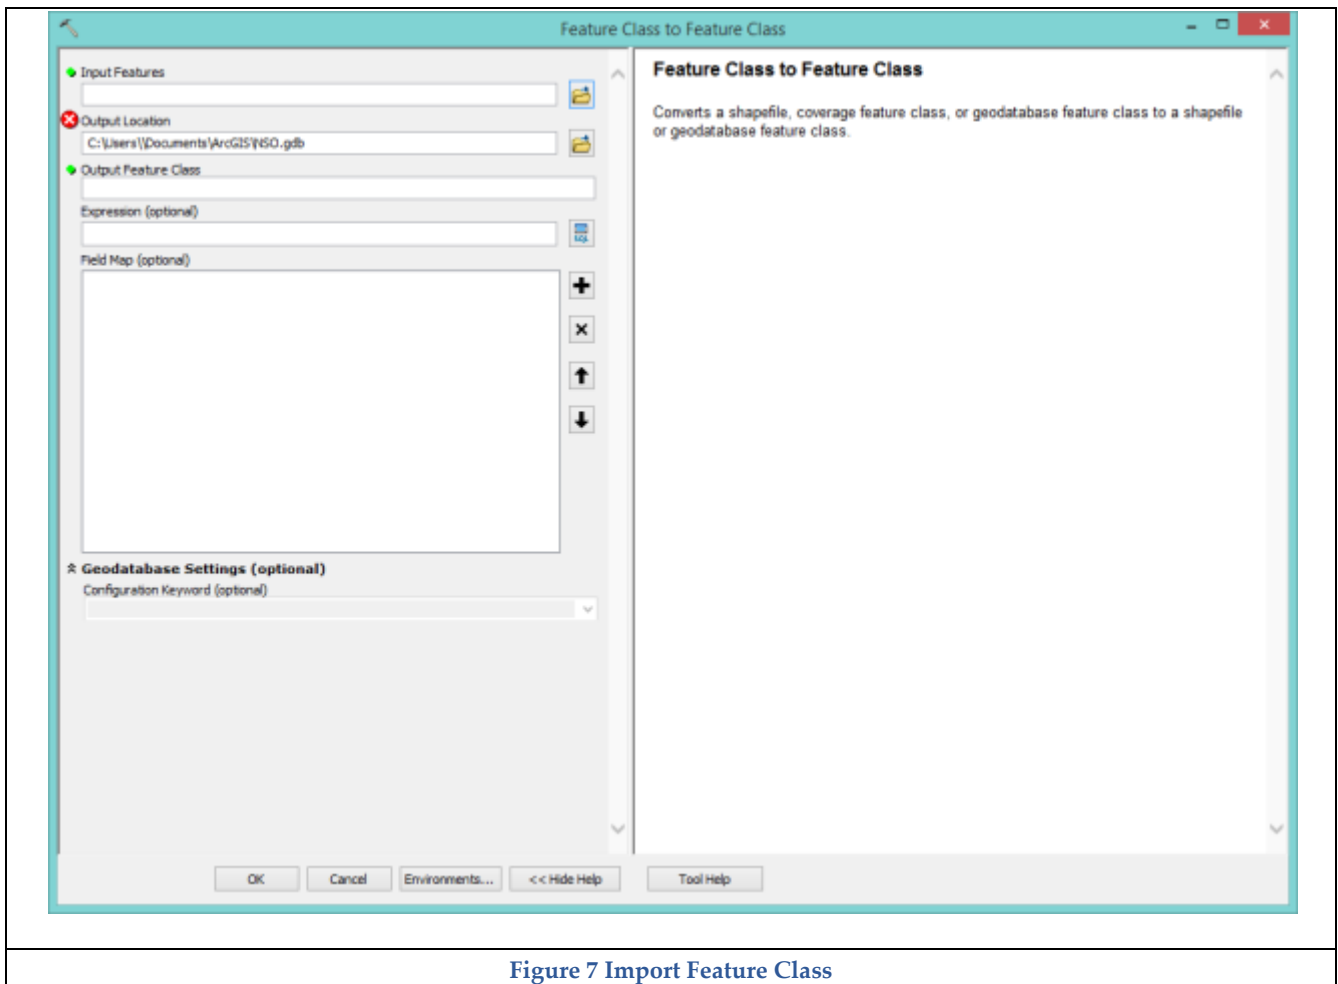 Feature Class to Feature Class
Input Features
Output Location
C:\Users\\Documents\ArcGIS\NSO.gdb
Output Feature Class
Expression (optional)
SQL
Field Map (optional)
Geodatabase Settings (optional)
Configuration Keyword (optional)
Feature Class to Feature Class
Converts a shapefile, coverage feature class, or geodatabase feature class to a shapefile
or geodatabase feature class.
OK Cancel Environments... << Hide Help Tool Help
Figure 7 Import Feature Class